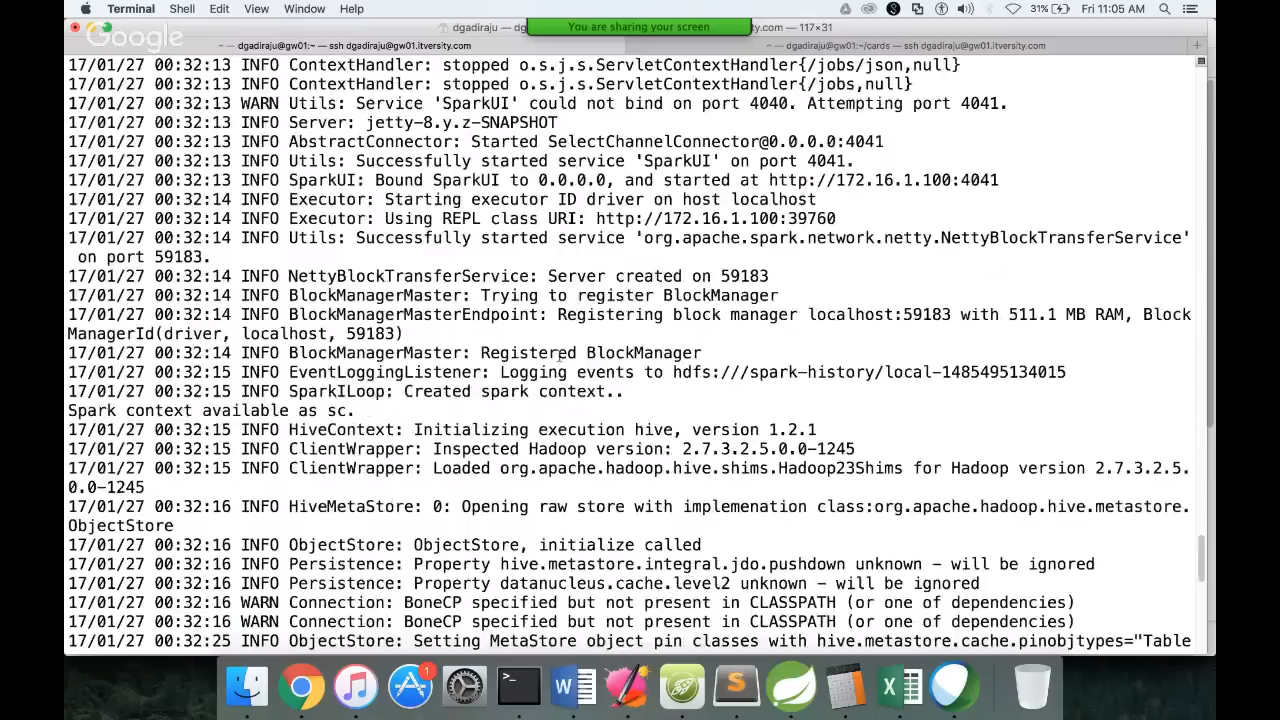 Terminal Shell Edit View Window Help 31% Fri 11:05 AM
dgadiraju — dg
You are sharing your screen
ersity.com — 117×31
Google
~ — dgadiraju@gw01:~ — ssh dgadiraju@gw01.itversity.com ~ — dgadiraju@gw01:~/cards — ssh dgadiraju@gw01.itversity.com
17/01/27 00:32:13 INFO ContextHandler: stopped o.s.j.s.ServletContextHandler{/jobs/json,null}
17/01/27 00:32:13 INFO ContextHandler: stopped o.s.j.s.ServletContextHandler{/jobs,null}
17/01/27 00:32:13 WARN Utils: Service 'SparkUI' could not bind on port 4040. Attempting port 4041.
17/01/27 00:32:13 INFO Server: jetty-8.y.z-SNAPSHOT
17/01/27 00:32:13 INFO AbstractConnector: Started SelectChannelConnector@0.0.0.0:4041
17/01/27 00:32:13 INFO Utils: Successfully started service 'SparkUI' on port 4041.
17/01/27 00:32:13 INFO SparkUI: Bound SparkUI to 0.0.0.0, and started at http://172.16.1.100:4041
17/01/27 00:32:14 INFO Executor: Starting executor ID driver on host localhost
17/01/27 00:32:14 INFO Executor: Using REPL class URI: http://172.16.1.100:39760
17/01/27 00:32:14 INFO Utils: Successfully started service 'org.apache.spark.network.netty.NettyBlockTransferService'
on port 59183.
17/01/27 00:32:14 INFO NettyBlockTransferService: Server created on 59183
17/01/27 00:32:14 INFO BlockManagerMaster: Trying to register BlockManager
17/01/27 00:32:14 INFO BlockManagerMasterEndpoint: Registering block manager localhost:59183 with 511.1 MB RAM, Block
ManagerId(driver, localhost, 59183)
17/01/27 00:32:14 INFO BlockManagerMaster: Registered BlockManager
17/01/27 00:32:15 INFO EventLoggingListener: Logging events to hdfs:///spark-history/local-1485495134015
17/01/27 00:32:15 INFO SparkILoop: Created spark context..
Spark context available as sc.
17/01/27 00:32:15 INFO HiveContext: Initializing execution hive, version 1.2.1
17/01/27 00:32:15 INFO ClientWrapper: Inspected Hadoop version: 2.7.3.2.5.0.0-1245
17/01/27 00:32:15 INFO ClientWrapper: Loaded org.apache.hadoop.hive.shims.Hadoop23Shims for Hadoop version 2.7.3.2.5.
0.0-1245
17/01/27 00:32:16 INFO HiveMetaStore: 0: Opening raw store with implemenation class:org.apache.hadoop.hive.metastore.
ObjectStore
17/01/27 00:32:16 INFO ObjectStore: ObjectStore, initialize called
17/01/27 00:32:16 INFO Persistence: Property hive.metastore.integral.jdo.pushdown unknown - will be ignored
17/01/27 00:32:16 INFO Persistence: Property datanucleus.cache.level2 unknown - will be ignored
17/01/27 00:32:16 WARN Connection: BoneCP specified but not present in CLASSPATH (or one of dependencies)
17/01/27 00:32:16 WARN Connection: BoneCP specified but not present in CLASSPATH (or one of dependencies)
17/01/27 00:32:25 INFO ObjectStore: Setting MetaStore object pin classes with hive.metastore.cache.pinobjtypes="Table